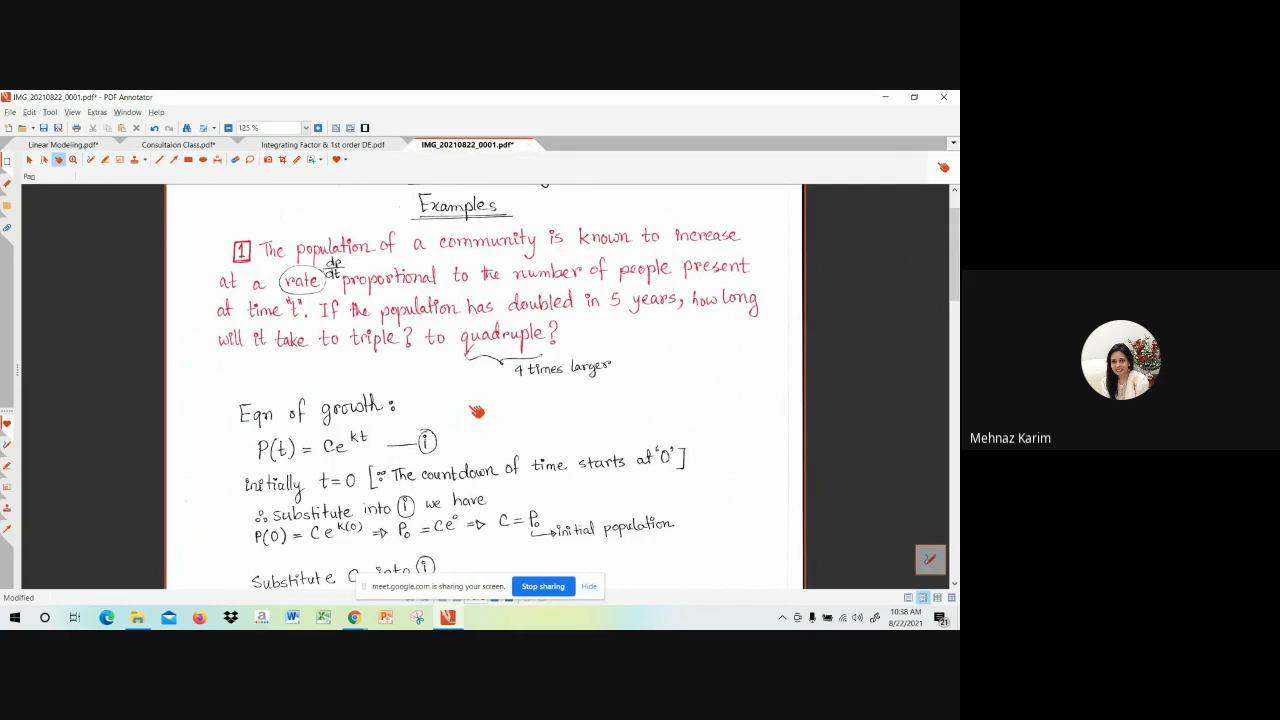 IMG_20210822_0001.pdf* - PDF Annotator
File Edit Tool View Extras Window Help
125 %
Linear Modeling.pdf* Consultaion Class.pdf* Integrating Factor & 1st order DE.pdf IMG_20210822_0001.pdf*
Pan
Examples
1 The population of a community is known to increase
at a rate dp/dt proportional to the number of people present
at time "t". If the population has doubled in 5 years, how long
will it take to triple? to quadruple?
4 times larger
Eqn of growth:
P(t) = ce^kt — (i)
initially t=0 [∵ The countdown of time starts at '0']
∴ Substitute into (i) we have
P(0) = Ce^k(0) ⇒ P₀ = Ce^0 ⇒ C = P₀
initial population
Substitute C into (i)
meet.google.com is sharing your screen. Stop sharing Hide
Modified
10:38 AM
8/22/2021
21
Mehnaz Karim